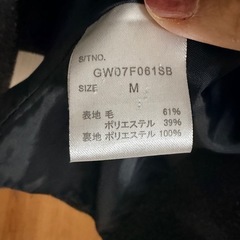 S/TNO.
GW07F061SB
SIZE M
表地 毛 61%
ポリエステル 39%
裏地 ポリエステル 100%